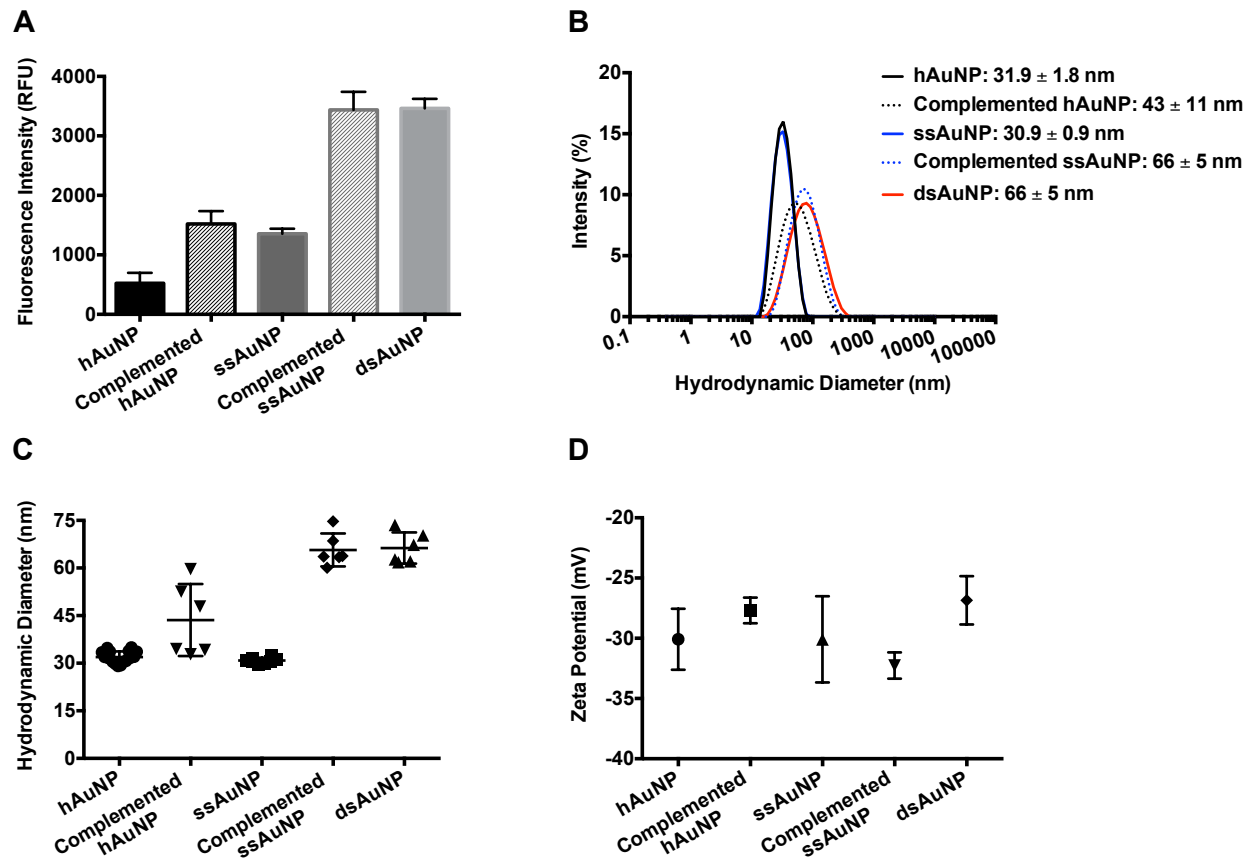 A
Fluorescence Intensity (RFU)
4000
3000
2000
1000
0
hAuNP
Complemented
hAuNP
ssAuNP
Complemented
ssAuNP
dsAuNP
B
Intensity (%)
20
15
10
5
0
0.1
1
10
100
1000
10000
100000
Hydrodynamic Diameter (nm)
hAuNP: 31.9 ± 1.8 nm
Complemented hAuNP: 43 ± 11 nm
ssAuNP: 30.9 ± 0.9 nm
Complemented ssAuNP: 66 ± 5 nm
dsAuNP: 66 ± 5 nm
C
Hydrodynamic Diameter (nm)
75
60
45
30
15
0
hAuNP
Complemented
hAuNP
ssAuNP
Complemented
ssAuNP
dsAuNP
D
Zeta Potential (mV)
-20
-25
-30
-35
-40
hAuNP
Complemented
hAuNP
ssAuNP
Complemented
ssAuNP
dsAuNP